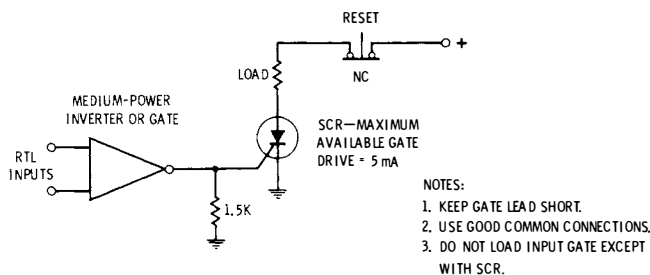 RESET
+
NC
LOAD
MEDIUM-POWER
INVERTER OR GATE
RTL
INPUTS
SCR—MAXIMUM
AVAILABLE GATE
DRIVE = 5 mA
1.5K
NOTES:
1. KEEP GATE LEAD SHORT.
2. USE GOOD COMMON CONNECTIONS.
3. DO NOT LOAD INPUT GATE EXCEPT
WITH SCR.